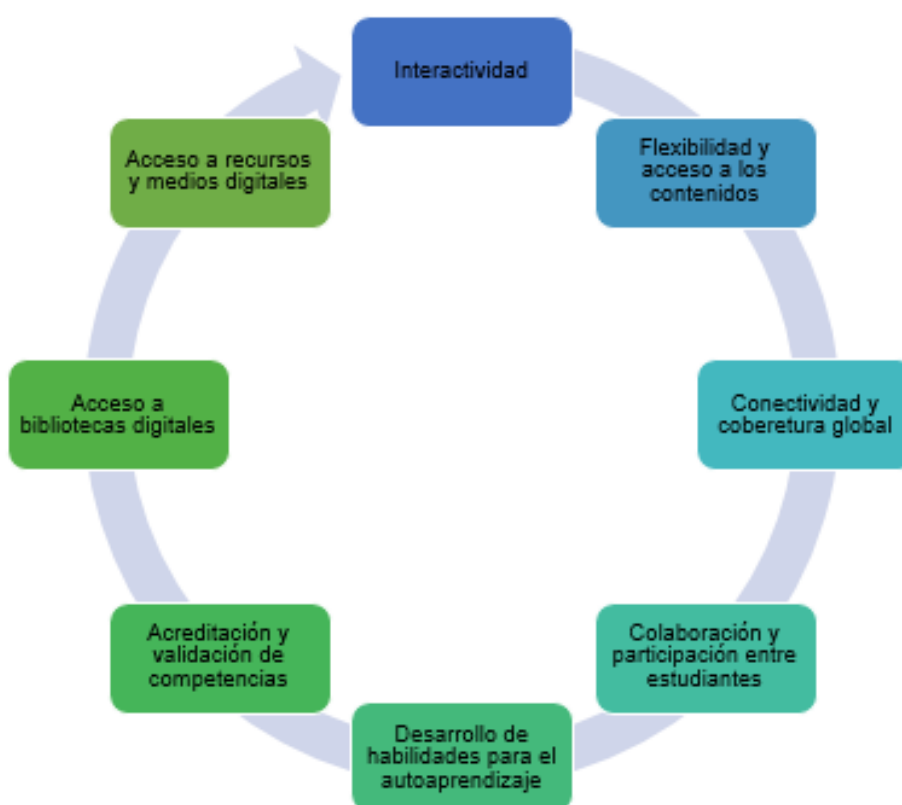 Interactividad
Flexibilidad y
acceso a los
contenidos
Conectividad y
coberetura global
Colaboración y
participación entre
estudiantes
Desarrollo de
habilidades para el
autoaprendizaje
Acreditación y
validación de
competencias
Acceso a
bibliotecas digitales
Acceso a recursos
y medios digitales